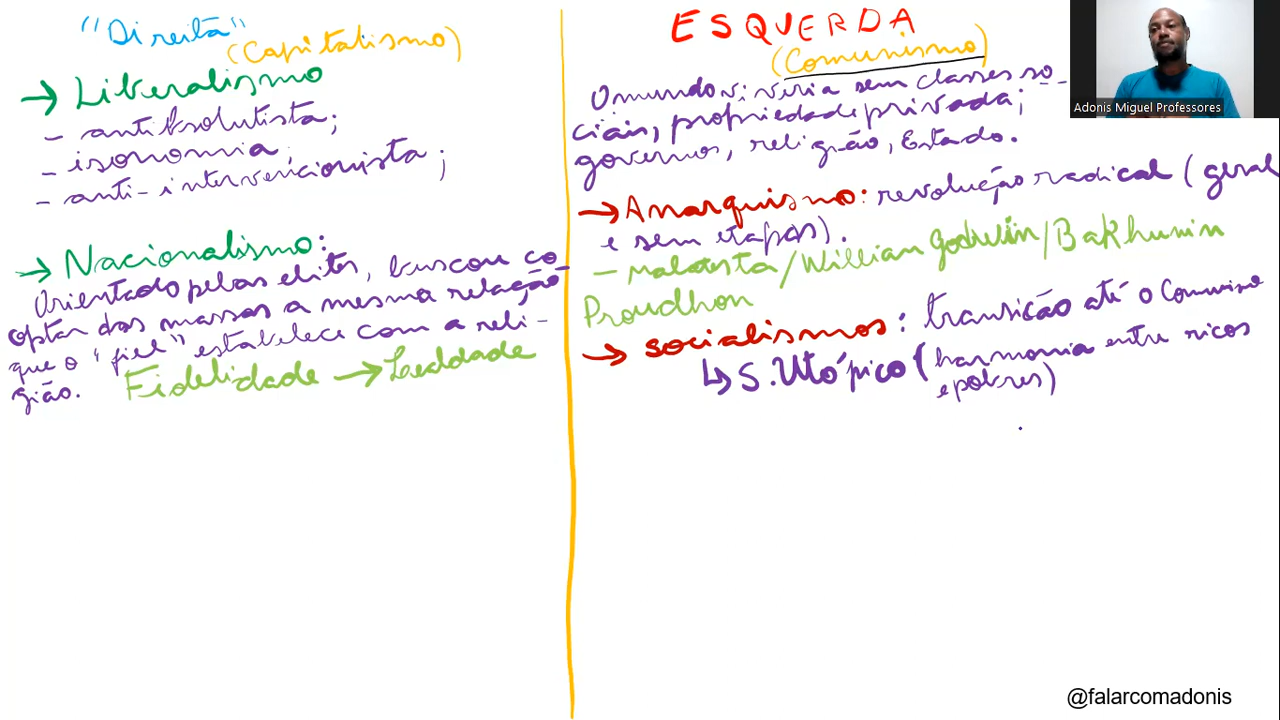 "Direita"
(Capitalismo)
→ Liberalismo
- antiabsolutista;
- isonomia;
- anti-intervencionista;
→ Nacionalismo:
Orientado pelas elites, buscou co-
optar das massas a mesma relação
que o "fiel" estabelece com a reli-
gião.
Fidelidade → Lealdade
ESQUERDA
(Comunismo)
O mundo viveria sem classes so-
ciais, propriedade privada;
governos, religião, Estado.
→ Anarquismo: revolução radical (geral
e sem etapas).
- malatesta / Willian godwin / Bakhunin
Proudhon
→ socialismos: transição até o Comunismo
↳ S. Utópico (harmonia entre ricos
e pobres)
Adonis Miguel Professores
@falarcomadonis